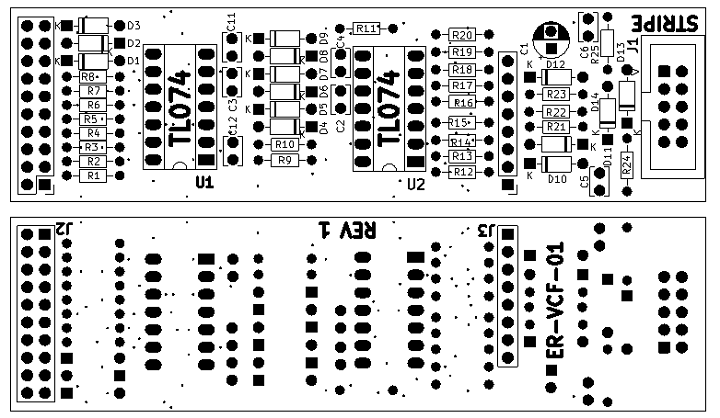 D3
D2
D1
R8
R7
R6
R5
R4
R3
R2
R1
K
K
K
TL074
U1
C11
C3
C12
K
K
K
D9
D8
D7
D6
D5
D4
K
K
K
R10
R9
R11
C4
C2
TL074
U2
R20
R19
R18
R17
R16
R15
R14
R13
R12
C1
D12
K
R23
R22
R21
K
K
D10
C6
R25
D13
STRIPE
J1
D14
K
K
D11
R24
C5
J2
REV 1
J3
ER-VCF-01